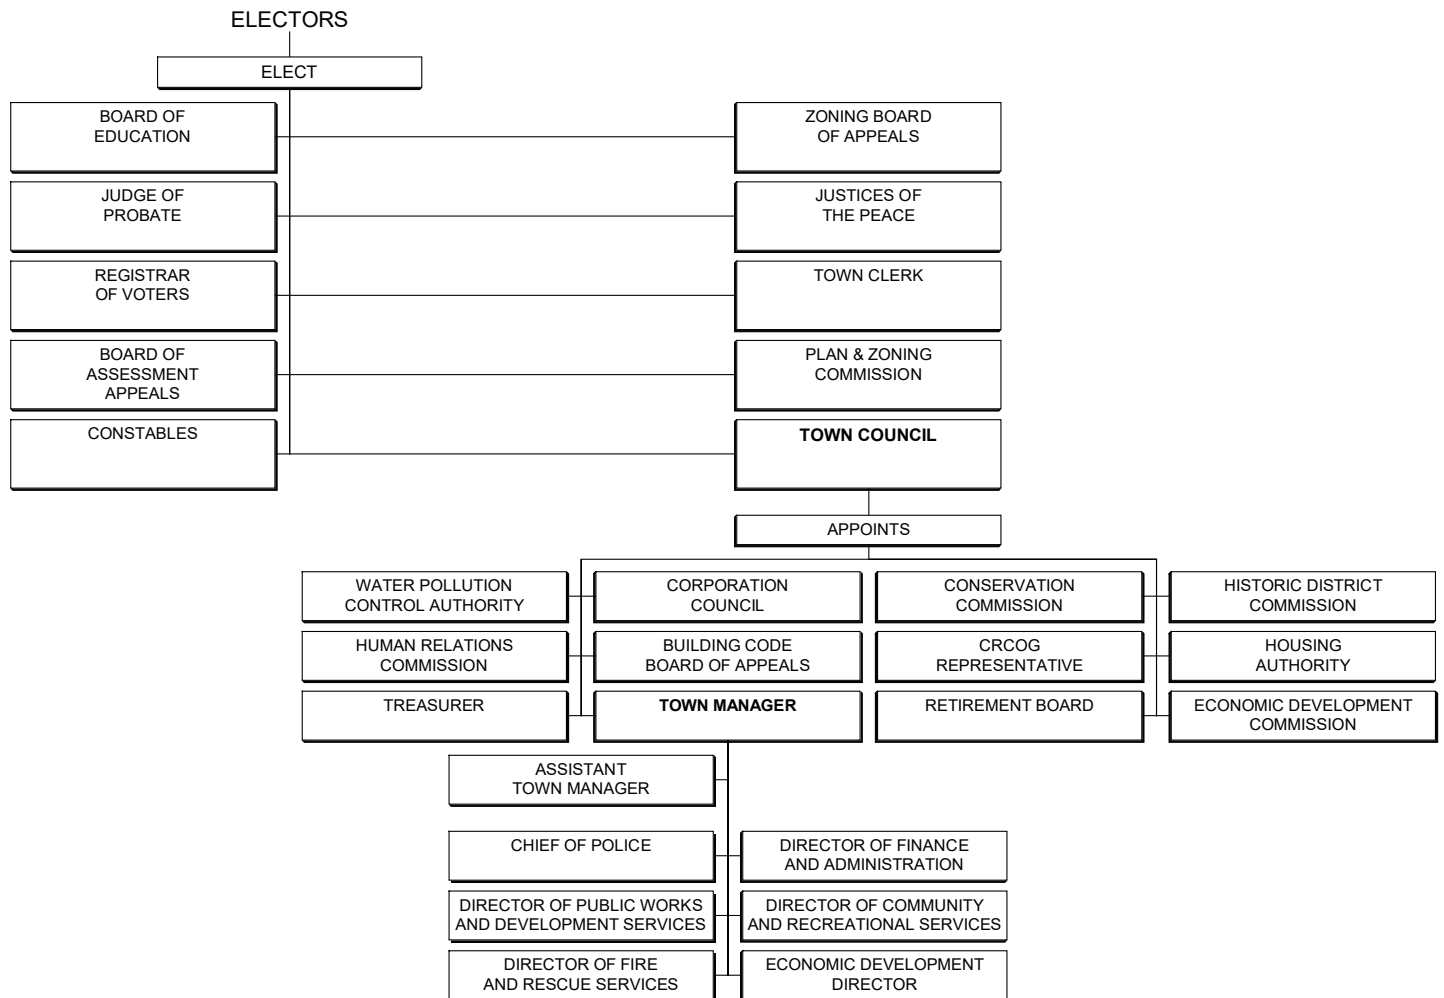 ELECTORS
ELECT
BOARD OF
EDUCATION
ZONING BOARD
OF APPEALS
JUDGE OF
PROBATE
JUSTICES OF
THE PEACE
REGISTRAR
OF VOTERS
TOWN CLERK
BOARD OF
ASSESSMENT
APPEALS
PLAN & ZONING
COMMISSION
CONSTABLES
TOWN COUNCIL
APPOINTS
WATER POLLUTION
CONTROL AUTHORITY
CORPORATION
COUNCIL
CONSERVATION
COMMISSION
HISTORIC DISTRICT
COMMISSION
HUMAN RELATIONS
COMMISSION
BUILDING CODE
BOARD OF APPEALS
CRCOG
REPRESENTATIVE
HOUSING
AUTHORITY
TREASURER
TOWN MANAGER
RETIREMENT BOARD
ECONOMIC DEVELOPMENT
COMMISSION
ASSISTANT
TOWN MANAGER
CHIEF OF POLICE
DIRECTOR OF FINANCE
AND ADMINISTRATION
DIRECTOR OF PUBLIC WORKS
AND DEVELOPMENT SERVICES
DIRECTOR OF COMMUNITY
AND RECREATIONAL SERVICES
DIRECTOR OF FIRE
AND RESCUE SERVICES
ECONOMIC DEVELOPMENT
DIRECTOR